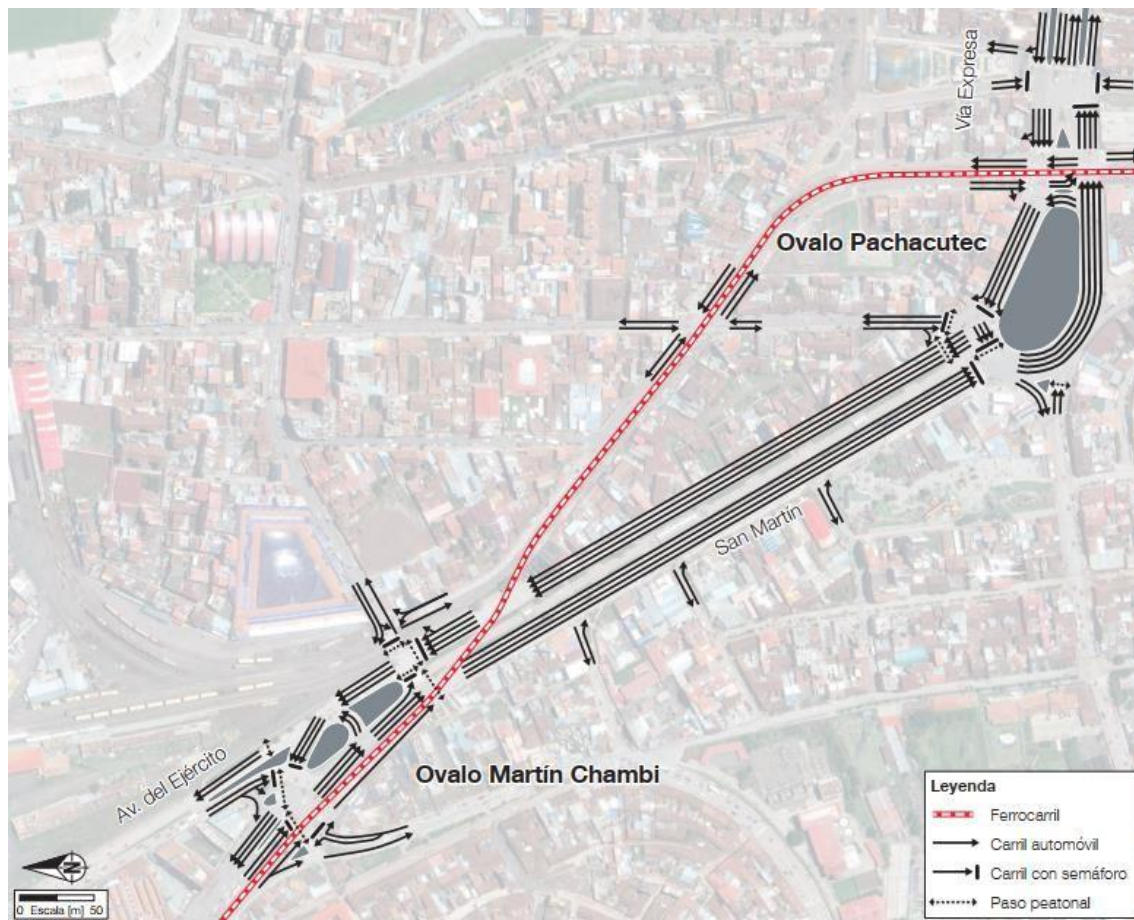 Vía Expresa
Ovalo Pachacutec
San Martín
Av. del Ejército
Ovalo Martín Chambi
N
0 Escala [m] 50
Leyenda
Ferrocarril
Carril automóvil
Carril con semáforo
Paso peatonal